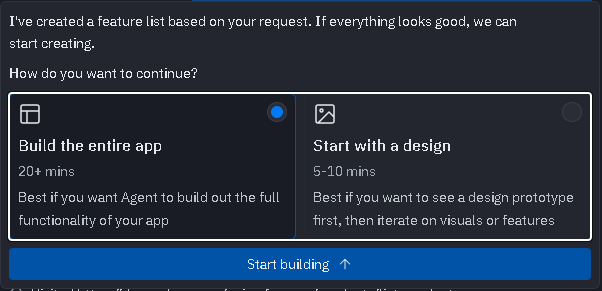 I've created a feature list based on your request. If everything looks good, we can
start creating.
How do you want to continue?
Build the entire app
20+ mins
Best if you want Agent to build out the full
functionality of your app
Start with a design
5-10 mins
Best if you want to see a design prototype
first, then iterate on visuals or features
Start building ↑